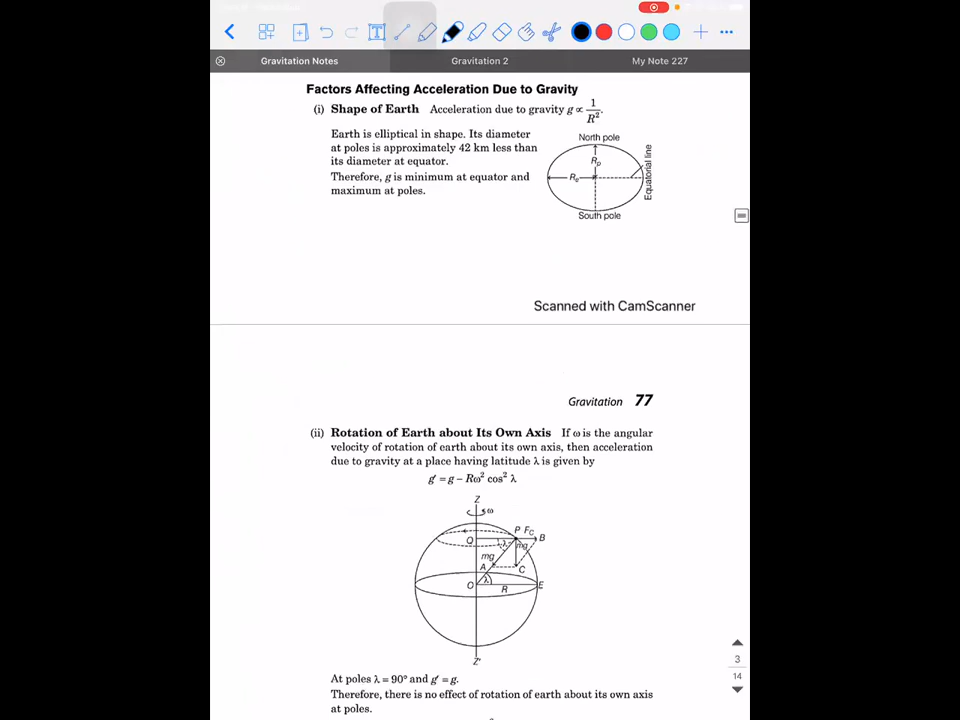 Gravitation Notes
Gravitation 2
My Note 227
Factors Affecting Acceleration Due to Gravity
(i) Shape of Earth Acceleration due to gravity g ∝ 1/R².
Earth is elliptical in shape. Its diameter
at poles is approximately 42 km less than
its diameter at equator.
Therefore, g is minimum at equator and
maximum at poles.
North pole
Rp
Re
Equatorial line
South pole
Scanned with CamScanner
Gravitation 77
(ii) Rotation of Earth about Its Own Axis If ω is the angular
velocity of rotation of earth about its own axis, then acceleration
due to gravity at a place having latitude λ is given by
g' = g – Rω² cos² λ
Z
ω
P FC
Q λ mg B
mg
A C
O λ R E
Z'
At poles λ = 90° and g' = g.
Therefore, there is no effect of rotation of earth about its own axis
at poles.
3
14